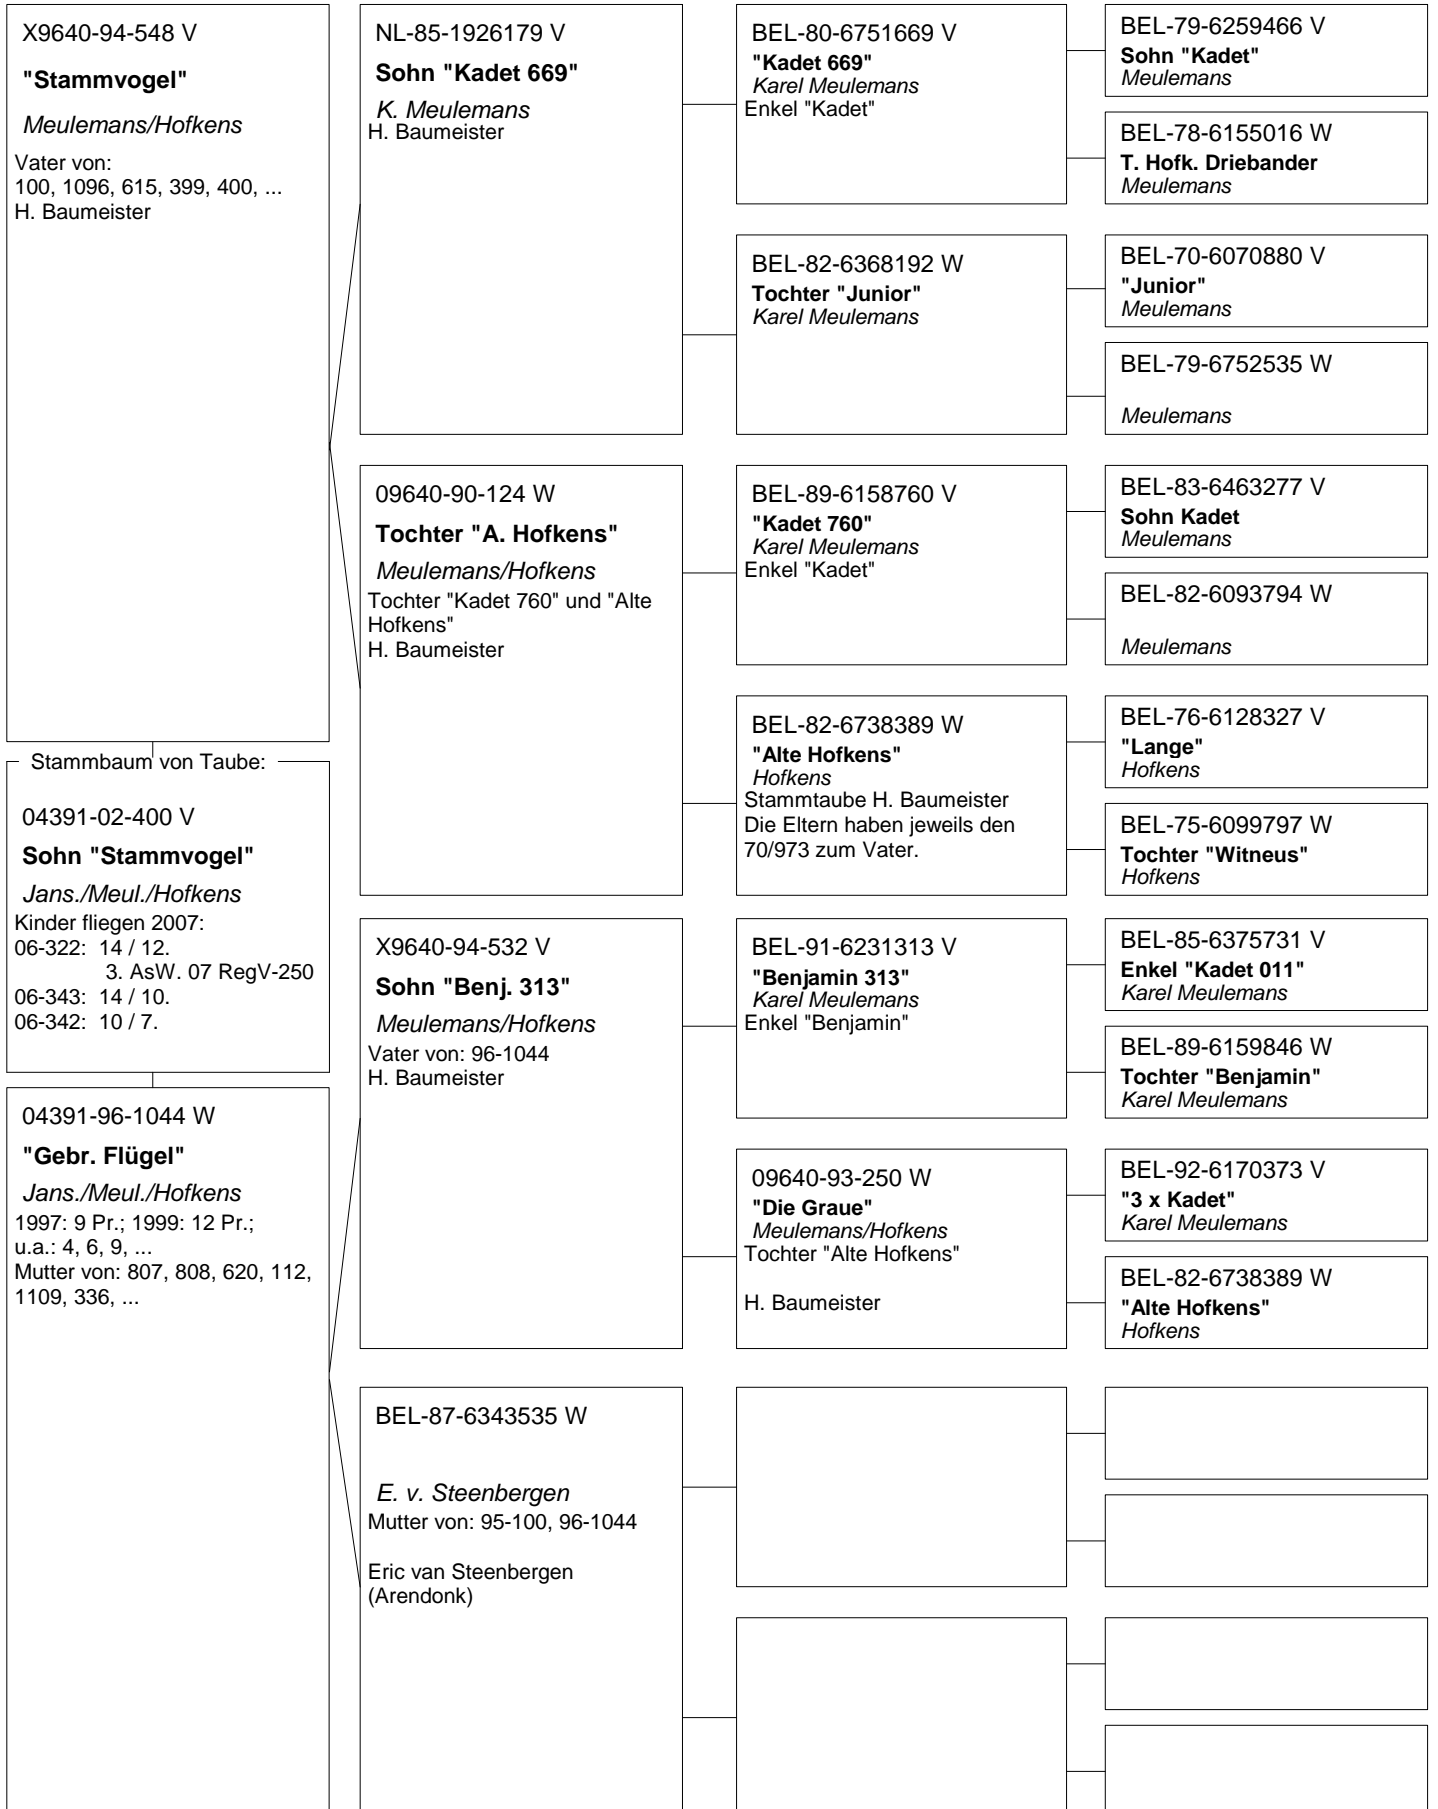 X9640-94-548 V
"Stammvogel"
Meulemans/Hofkens
Vater von:
100, 1096, 615, 399, 400, ...
H. Baumeister
Stammbaum von Taube:
04391-02-400 V
Sohn "Stammvogel"
Jans./Meul./Hofkens
Kinder fliegen 2007:
06-322: 14 / 12.
3. AsW. 07 RegV-250
06-343: 14 / 10.
06-342: 10 / 7.
04391-96-1044 W
"Gebr. Flügel"
Jans./Meul./Hofkens
1997: 9 Pr.; 1999: 12 Pr.;
u.a.: 4, 6, 9, ...
Mutter von: 807, 808, 620, 112,
1109, 336, ...
NL-85-1926179 V
Sohn "Kadet 669"
K. Meulemans
H. Baumeister
09640-90-124 W
Tochter "A. Hofkens"
Meulemans/Hofkens
Tochter "Kadet 760" und "Alte
Hofkens"
H. Baumeister
X9640-94-532 V
Sohn "Benj. 313"
Meulemans/Hofkens
Vater von: 96-1044
H. Baumeister
BEL-87-6343535 W
E. v. Steenbergen
Mutter von: 95-100, 96-1044
Eric van Steenbergen
(Arendonk)
BEL-80-6751669 V
"Kadet 669"
Karel Meulemans
Enkel "Kadet"
BEL-82-6368192 W
Tochter "Junior"
Karel Meulemans
BEL-89-6158760 V
"Kadet 760"
Karel Meulemans
Enkel "Kadet"
BEL-82-6738389 W
"Alte Hofkens"
Hofkens
Stammtaube H. Baumeister
Die Eltern haben jeweils den
70/973 zum Vater.
BEL-91-6231313 V
"Benjamin 313"
Karel Meulemans
Enkel "Benjamin"
09640-93-250 W
"Die Graue"
Meulemans/Hofkens
Tochter "Alte Hofkens"
H. Baumeister
BEL-79-6259466 V
Sohn "Kadet"
Meulemans
BEL-78-6155016 W
T. Hofk. Driebander
Meulemans
BEL-70-6070880 V
"Junior"
Meulemans
BEL-79-6752535 W
Meulemans
BEL-83-6463277 V
Sohn Kadet
Meulemans
BEL-82-6093794 W
Meulemans
BEL-76-6128327 V
"Lange"
Hofkens
BEL-75-6099797 W
Tochter "Witneus"
Hofkens
BEL-85-6375731 V
Enkel "Kadet 011"
Karel Meulemans
BEL-89-6159846 W
Tochter "Benjamin"
Karel Meulemans
BEL-92-6170373 V
"3 x Kadet"
Karel Meulemans
BEL-82-6738389 W
"Alte Hofkens"
Hofkens